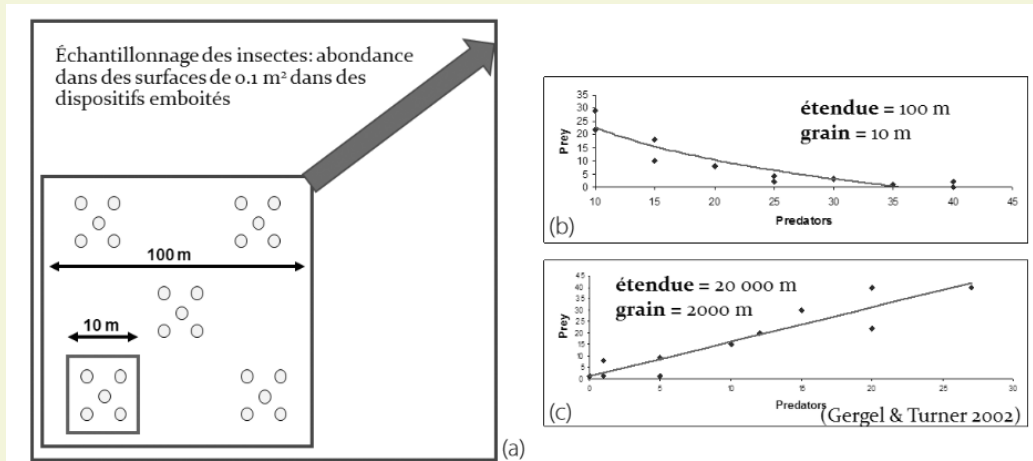 Échantillonnage des insectes: abondance
dans des surfaces de 0.1 m² dans des
dispositifs emboités
100 m
10 m
(a)
35
30
25
20
15
10
5
0
Prey
étendue = 100 m
grain = 10 m
10 15 20 25 30 35 40 45
Predators
(b)
45
40
35
30
25
20
15
10
5
0
Prey
étendue = 20 000 m
grain = 2000 m
0 5 10 15 20 25 30
Predators
(Gergel & Turner 2002)
(c)